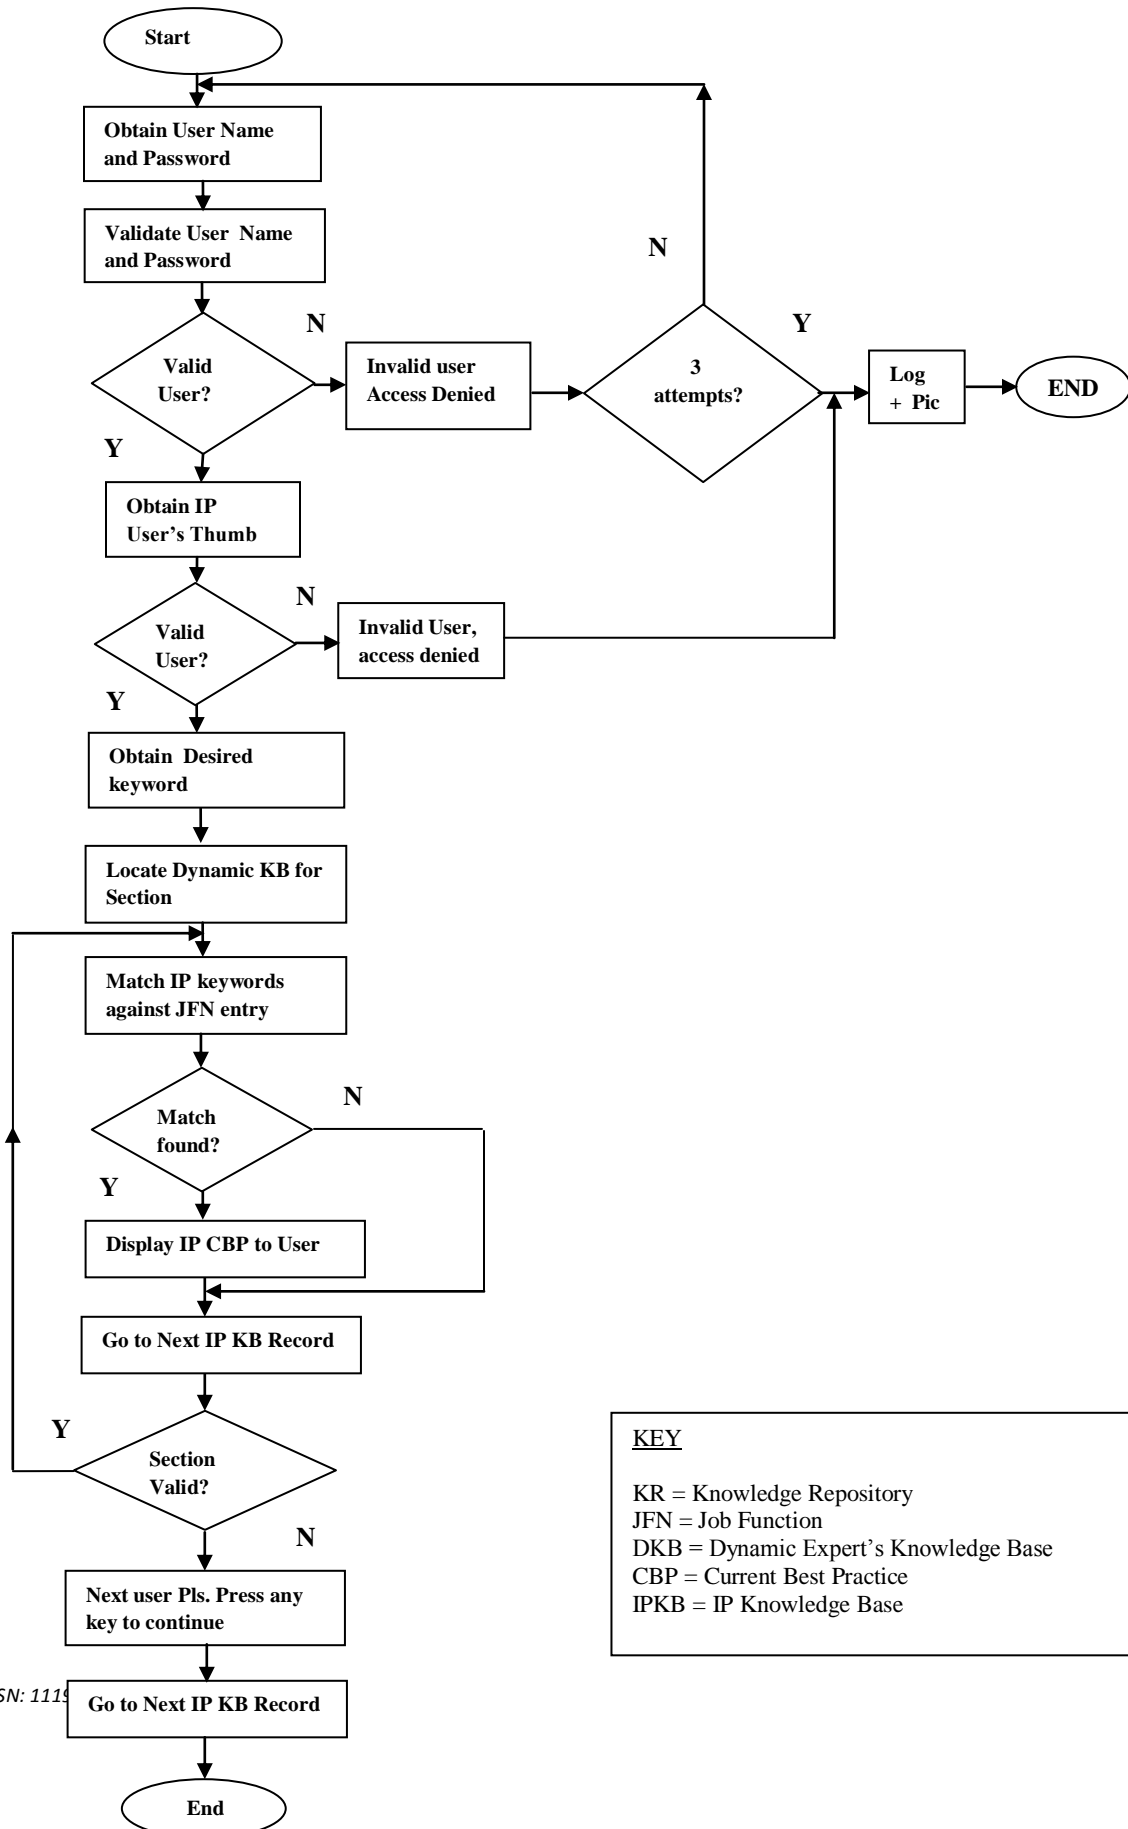 Start
Obtain User Name
and Password
Validate User Name
and Password
N
Y
N
Valid
User?
Invalid user
Access Denied
3
attempts?
Log
+ Pic
END
Y
Obtain IP
User's Thumb
N
Valid
User?
Invalid User,
access denied
Y
Obtain Desired
keyword
Locate Dynamic KB for
Section
Match IP keywords
against JFN entry
N
Match
found?
Y
Display IP CBP to User
Go to Next IP KB Record
Y
Section
Valid?
N
Next user Pls. Press any
key to continue
Go to Next IP KB Record
End
KEY
KR = Knowledge Repository
JFN = Job Function
DKB = Dynamic Expert's Knowledge Base
CBP = Current Best Practice
IPKB = IP Knowledge Base
SN: 111